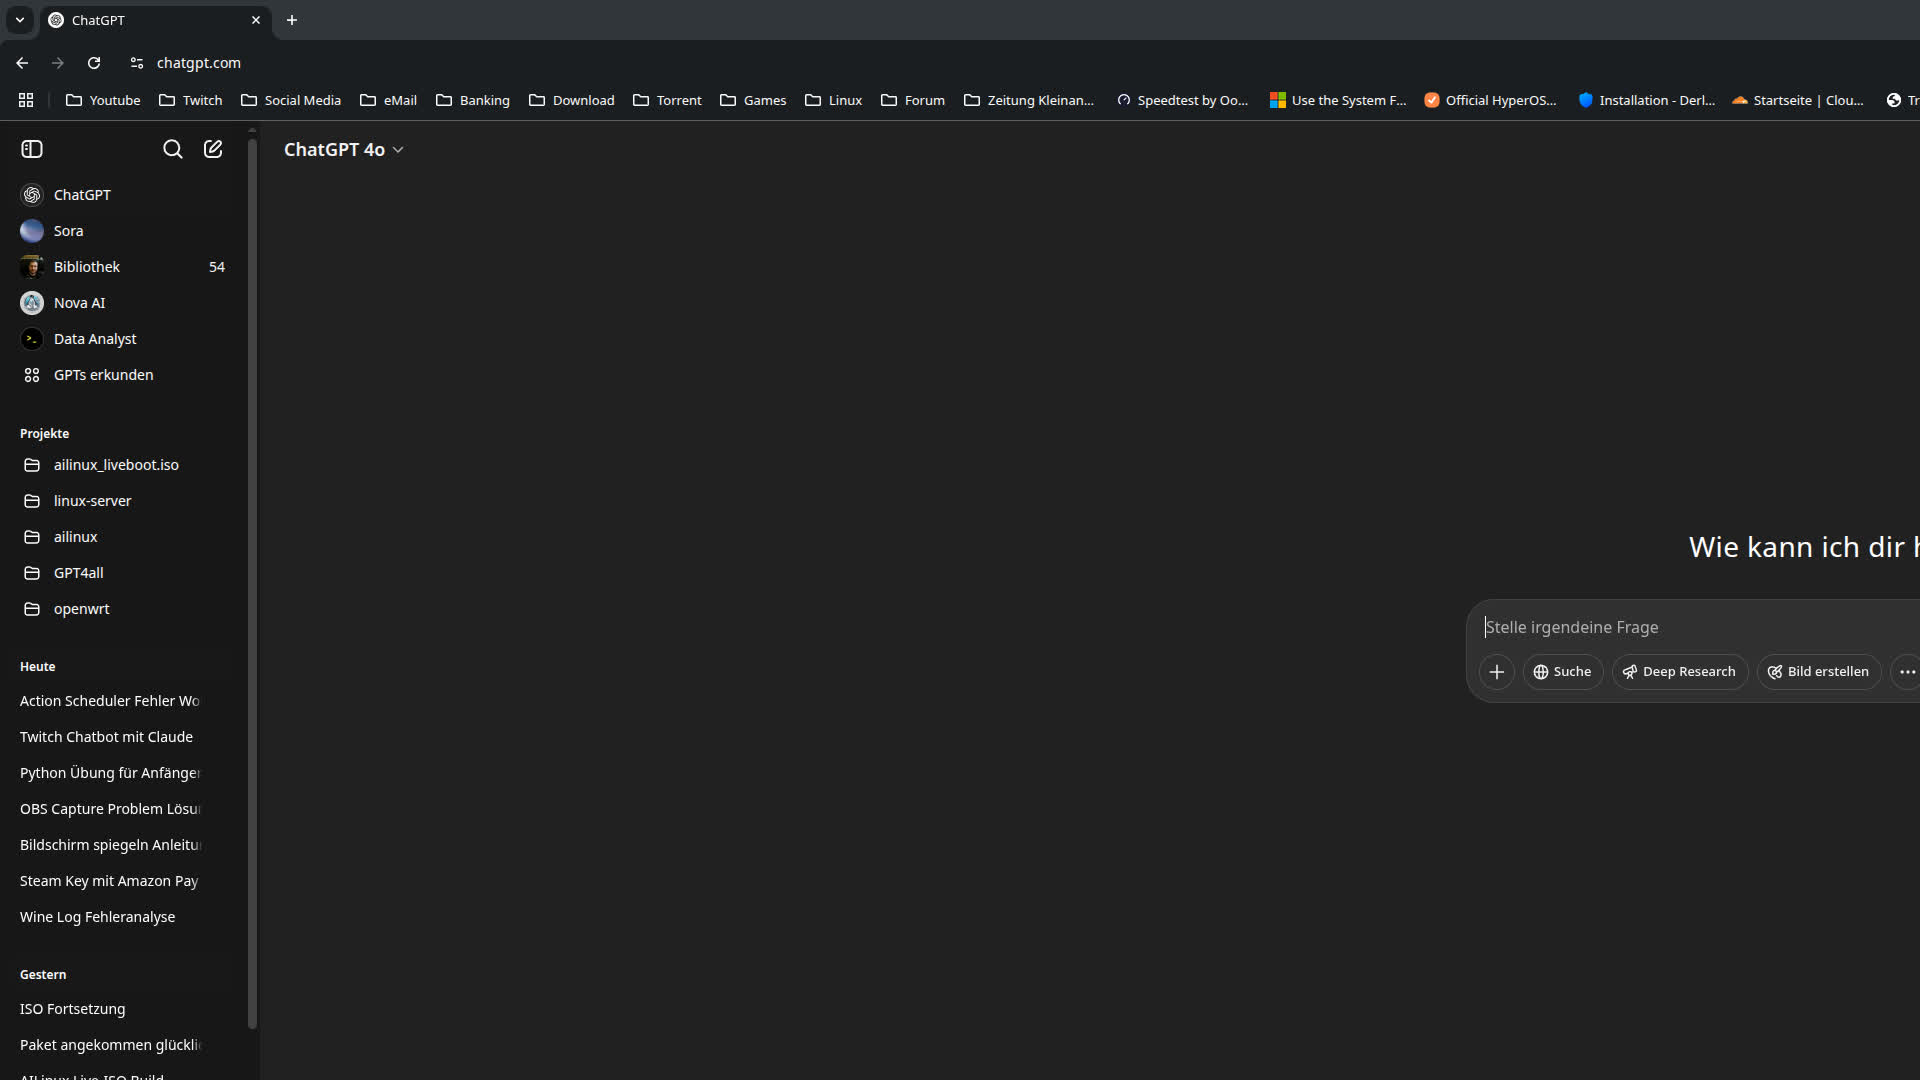 ChatGPT
chatgpt.com
Youtube Twitch Social Media eMail Banking Download Torrent Games Linux Forum Zeitung Kleinan... Speedtest by Oo... Use the System F... Official HyperOS... Installation - Derl... Startseite | Clou... Tr
ChatGPT 4o
ChatGPT
Sora
Bibliothek 54
Nova AI
>_
Data Analyst
GPTs erkunden
Projekte
ailinux_liveboot.iso
linux-server
ailinux
GPT4all
openwrt
Heute
Action Scheduler Fehler Wo
Twitch Chatbot mit Claude
Python Übung für Anfänger
OBS Capture Problem Lösu
Bildschirm spiegeln Anleitu
Steam Key mit Amazon Pay
Wine Log Fehleranalyse
Gestern
ISO Fortsetzung
Paket angekommen glückli
AILinux Live-ISO Build
Wie kann ich dir h
Stelle irgendeine Frage
Suche Deep Research Bild erstellen